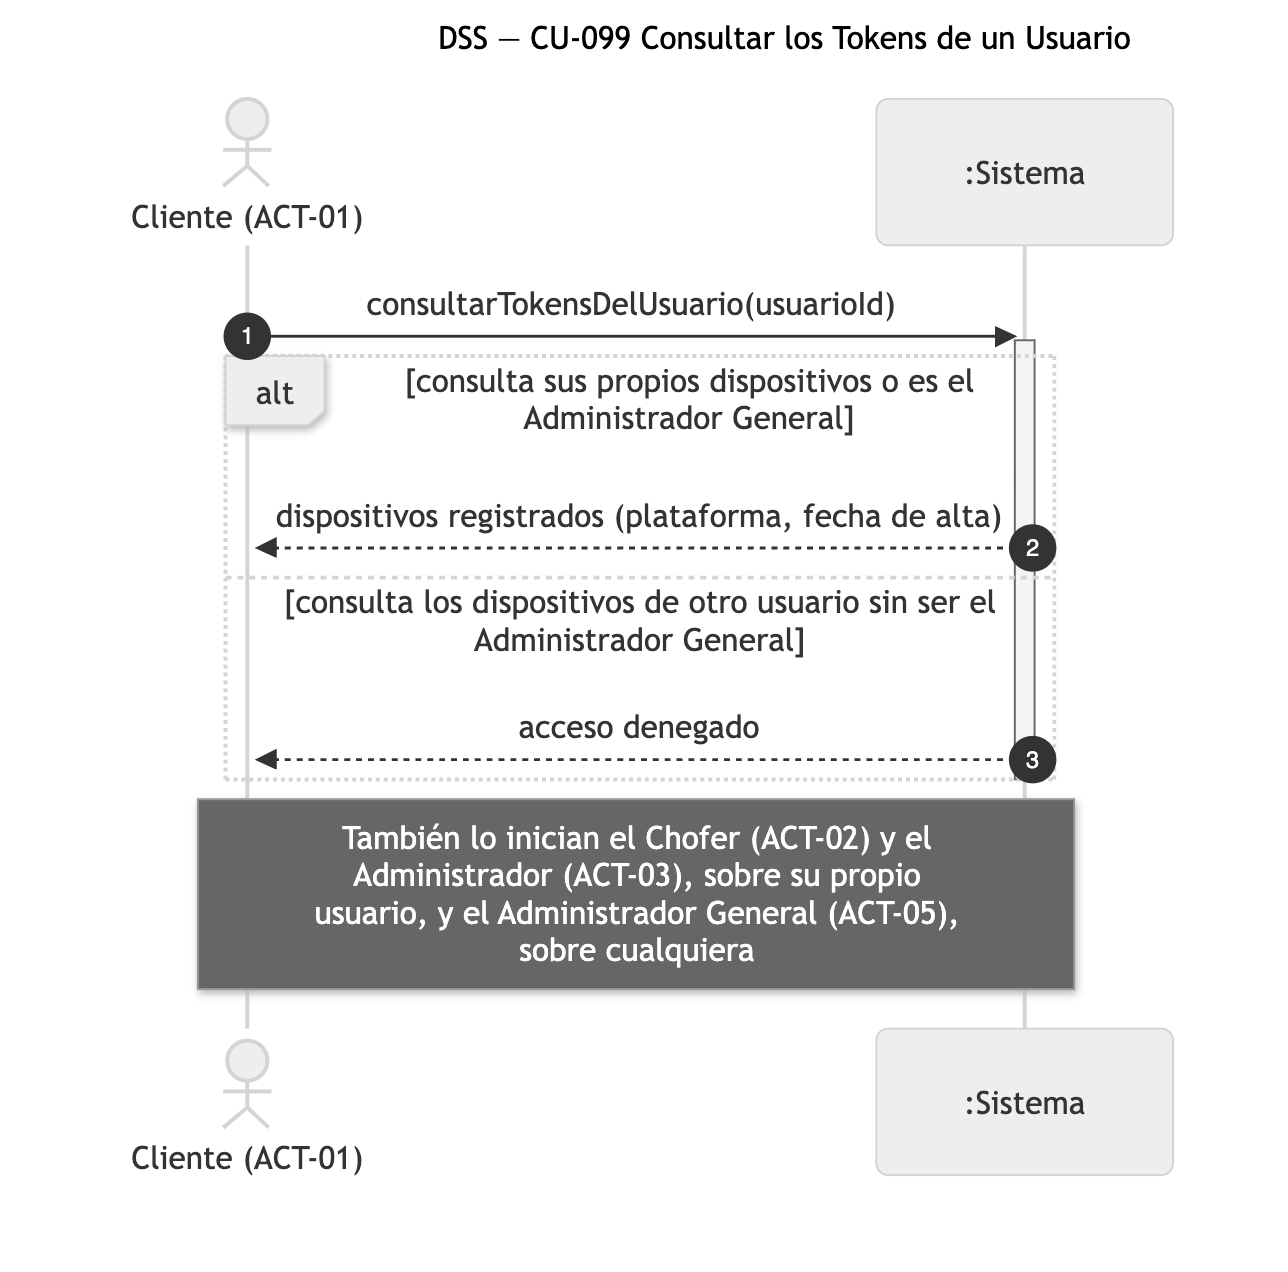 DSS — CU-099 Consultar los Tokens de un Usuario
Cliente (ACT-01)
:Sistema
consultarTokensDelUsuario(usuarioId)
1
alt
[consulta sus propios dispositivos o es el
Administrador General]
dispositivos registrados (plataforma, fecha de alta)
2
[consulta los dispositivos de otro usuario sin ser el
Administrador General]
acceso denegado
3
También lo inician el Chofer (ACT-02) y el
Administrador (ACT-03), sobre su propio
usuario, y el Administrador General (ACT-05),
sobre cualquiera
Cliente (ACT-01)
:Sistema